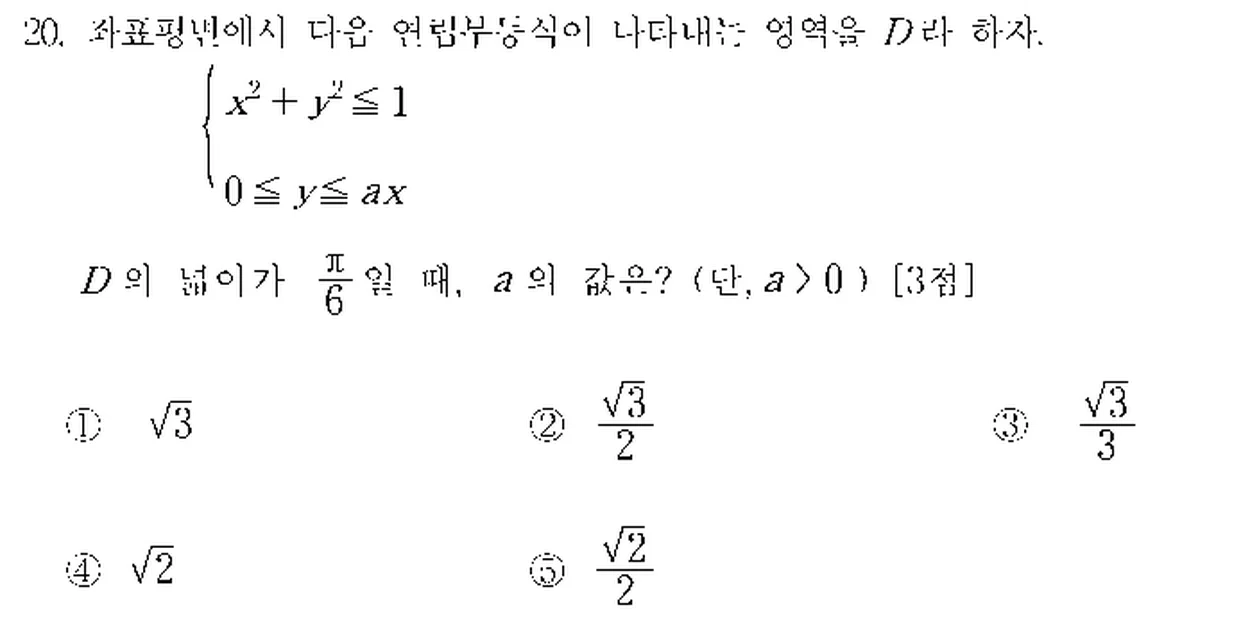 20. 좌표평면에서 다음 연립부등식이 나타내는 영역을 D라 하자.
x² + y² ≦ 1
0 ≦ y ≦ ax
D의 넓이가 π/6 일 때, a의 값은? (단, a > 0) [3점]
① √3 ② √3/2 ③ √3/3
④ √2 ⑤ √2/2